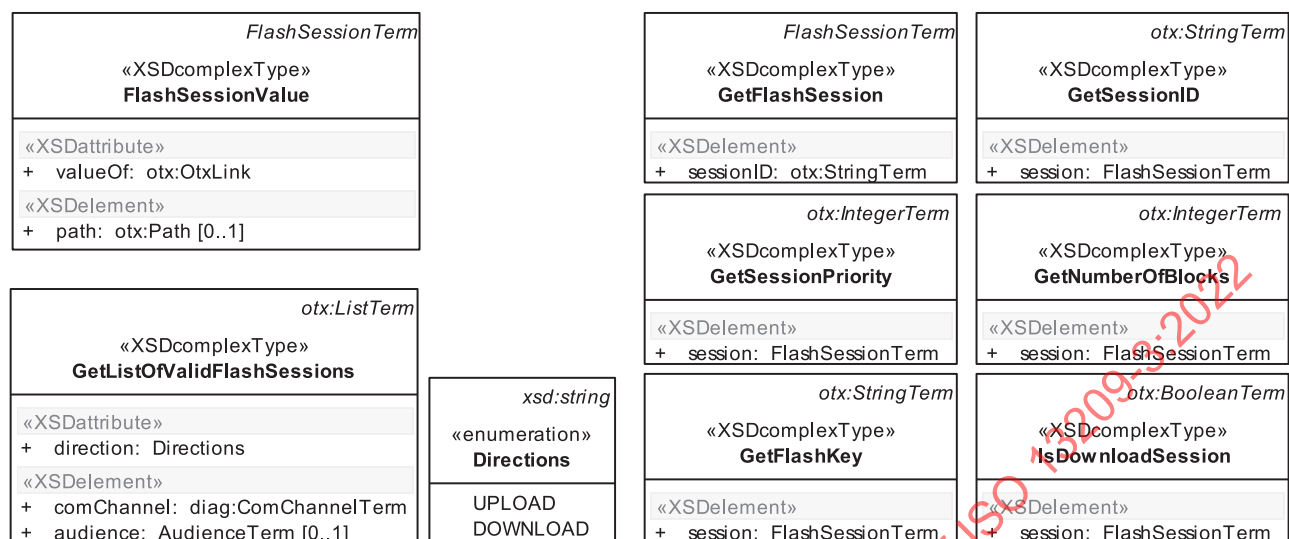 FlashSessionTerm
«XSDcomplexType»
FlashSessionValue
«XSDattribute»
+ valueOf: otx:OtxLink
«XSDelement»
+ path: otx:Path [0..1]
otx:ListTerm
«XSDcomplexType»
GetListOfValidFlashSessions
«XSDattribute»
+ direction: Directions
«XSDelement»
+ comChannel: diag:ComChannelTerm
+ audience: AudienceTerm [0..1]
xsd:string
«enumeration»
Directions
UPLOAD
DOWNLOAD
FlashSessionTerm
«XSDcomplexType»
GetFlashSession
«XSDelement»
+ sessionID: otx:StringTerm
otx:StringTerm
«XSDcomplexType»
GetSessionID
«XSDelement»
+ session: FlashSessionTerm
otx:IntegerTerm
«XSDcomplexType»
GetSessionPriority
«XSDelement»
+ session: FlashSessionTerm
otx:IntegerTerm
«XSDcomplexType»
GetNumberOfBlocks
«XSDelement»
+ session: FlashSessionTerm
otx:StringTerm
«XSDcomplexType»
GetFlashKey
«XSDelement»
+ session: FlashSessionTerm
otx:BooleanTerm
«XSDcomplexType»
IsDownloadSession
«XSDelement»
+ session: FlashSessionTerm
ISO 13209-3:2022